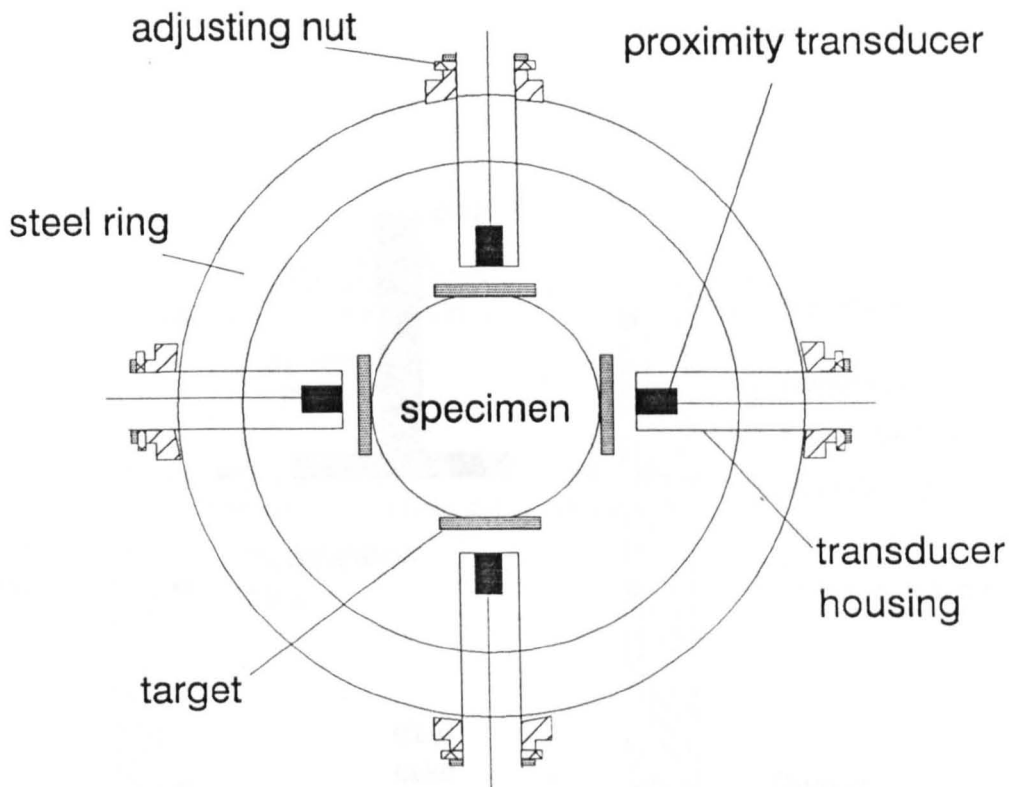 adjusting nut
proximity transducer
steel ring
specimen
transducer
housing
target